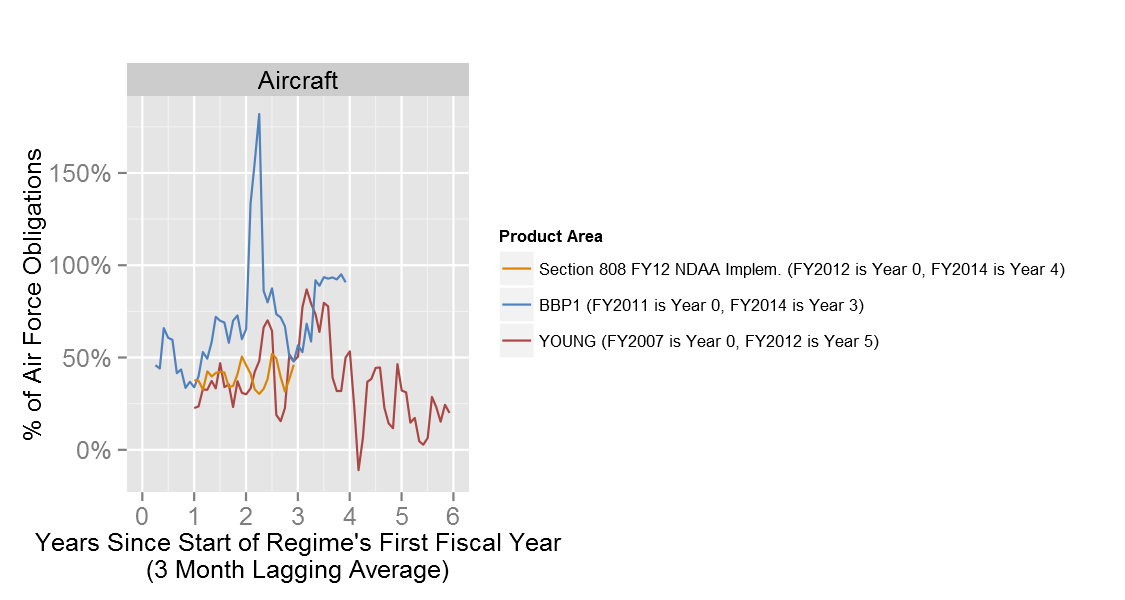 Aircraft
% of Air Force Obligations
150%
100%
50%
0%
0 1 2 3 4 5 6
Years Since Start of Regime's First Fiscal Year
(3 Month Lagging Average)
Product Area
Section 808 FY12 NDAA Implem. (FY2012 is Year 0, FY2014 is Year 4)
BBP1 (FY2011 is Year 0, FY2014 is Year 3)
YOUNG (FY2007 is Year 0, FY2012 is Year 5)